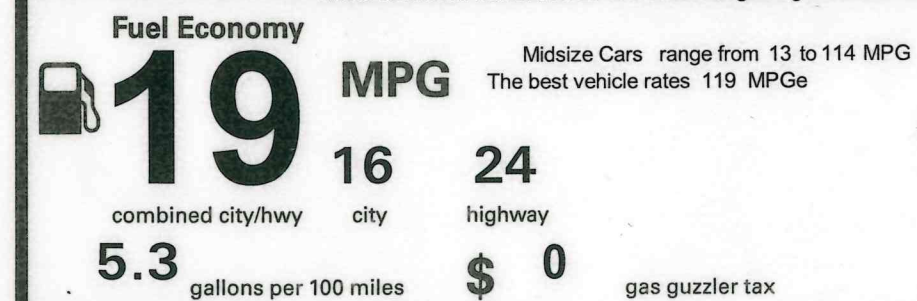 Fuel Economy
19 MPG
Midsize Cars range from 13 to 114 MPG
The best vehicle rates 119 MPGe
16 24
combined city/hwy city highway
5.3 gallons per 100 miles $ 0 gas guzzler tax